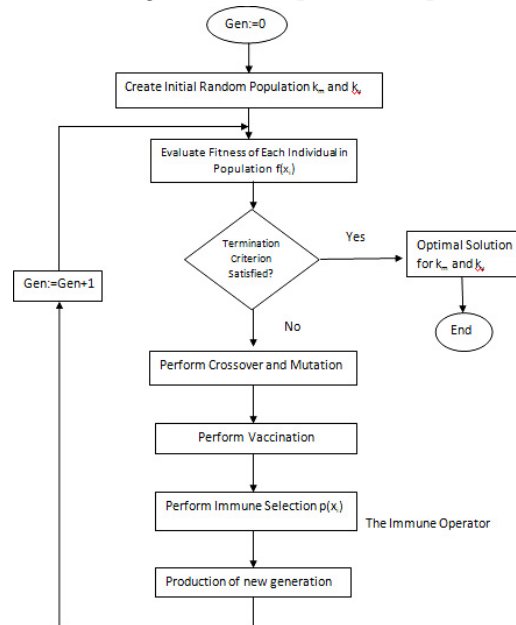 Gen:=0
Create Initial Random Population kₘ and kᵥ
Evaluate Fitness of Each Individual in
Population f(xᵢ)
Termination
Criterion
Satisfied?
Yes
Optimal Solution
for kₘ and kᵥ
End
Gen:=Gen+1
No
Perform Crossover and Mutation
Perform Vaccination
Perform Immune Selection p(xᵢ)
The Immune Operator
Production of new generation